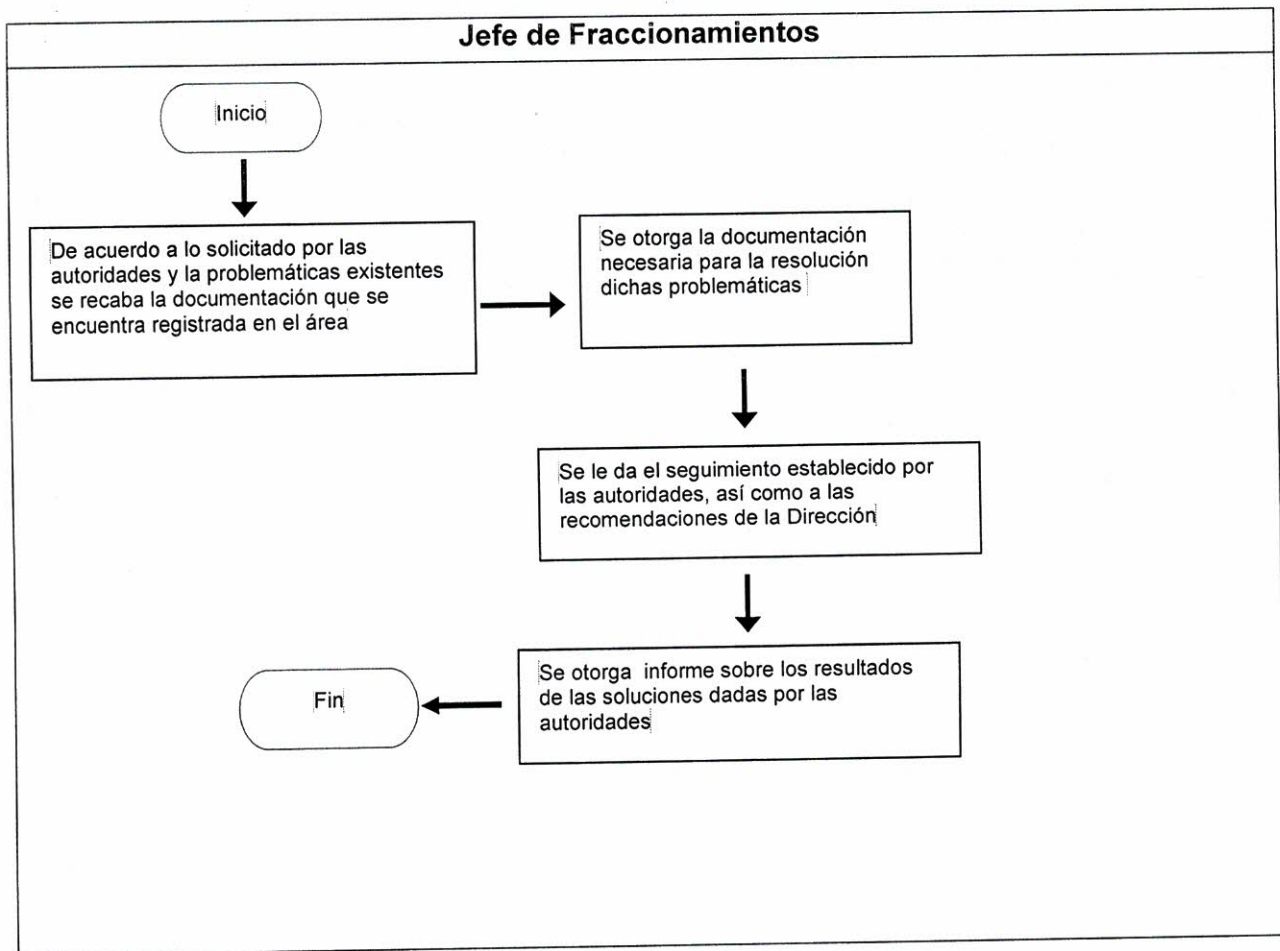 Jefe de Fraccionamientos
Inicio
De acuerdo a lo solicitado por las
autoridades y la problemáticas existentes
se recaba la documentación que se
encuentra registrada en el área
Se otorga la documentación
necesaria para la resolución
dichas problemáticas
Se le da el seguimiento establecido por
las autoridades, así como a las
recomendaciones de la Dirección
Se otorga informe sobre los resultados
de las soluciones dadas por las
autoridades
Fin